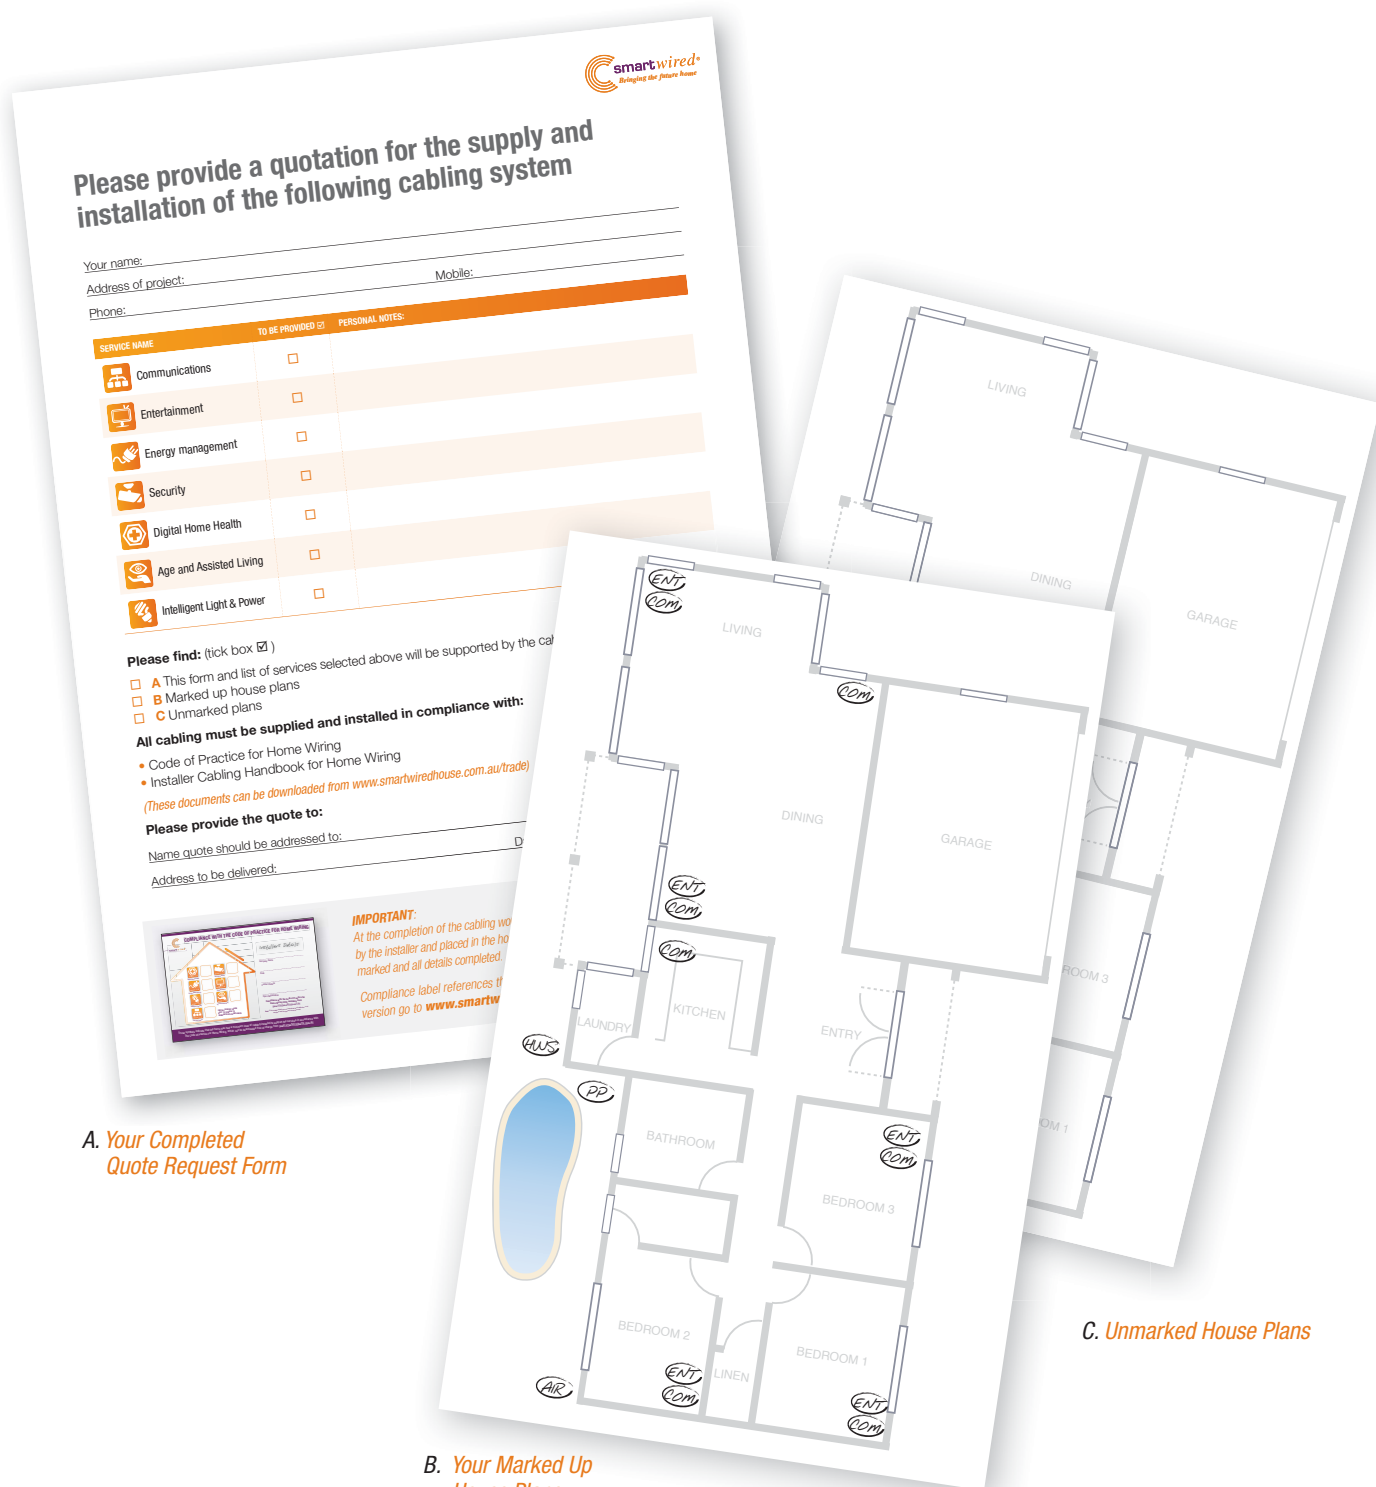 smartwired®
Bringing the future home
Please provide a quotation for the supply and
installation of the following cabling system
Your name:
Address of project:
Phone: Mobile:
SERVICE NAME TO BE PROVIDED ☑ PERSONAL NOTES:
Communications
Entertainment
Energy management
Security
Digital Home Health
Age and Assisted Living
Intelligent Light & Power
Please find: (tick box ☑ )
A This form and list of services selected above will be supported by the
B Marked up house plans
C Unmarked plans
All cabling must be supplied and installed in compliance with:
• Code of Practice for Home Wiring
• Installer Cabling Handbook for Home Wiring
(These documents can be downloaded from www.smartwiredhouse.com.au/trade)
Please provide the quote to:
Name quote should be addressed to:
Address to be delivered:
COMPLIANCE WITH THE CODE OF PRACTICE FOR HOME WIRING
IMPORTANT:
At the completion of the cabling
by the installer and placed in the
marked and all details completed.
Compliance label references
version go to www.smartw
A. Your Completed
Quote Request Form
ENT
COM
LIVING
COM
DINING
GARAGE
ENT
COM
COM
KITCHEN
LAUNDRY
ENTRY
HWS
PP
BATHROOM
ENT
COM
BEDROOM 3
BEDROOM 2
BEDROOM 1
LINEN
ENT
COM
AIR
ENT
COM
B. Your Marked Up
LIVING
DINING
GARAGE
ROOM 3
OM 1
C. Unmarked House Plans